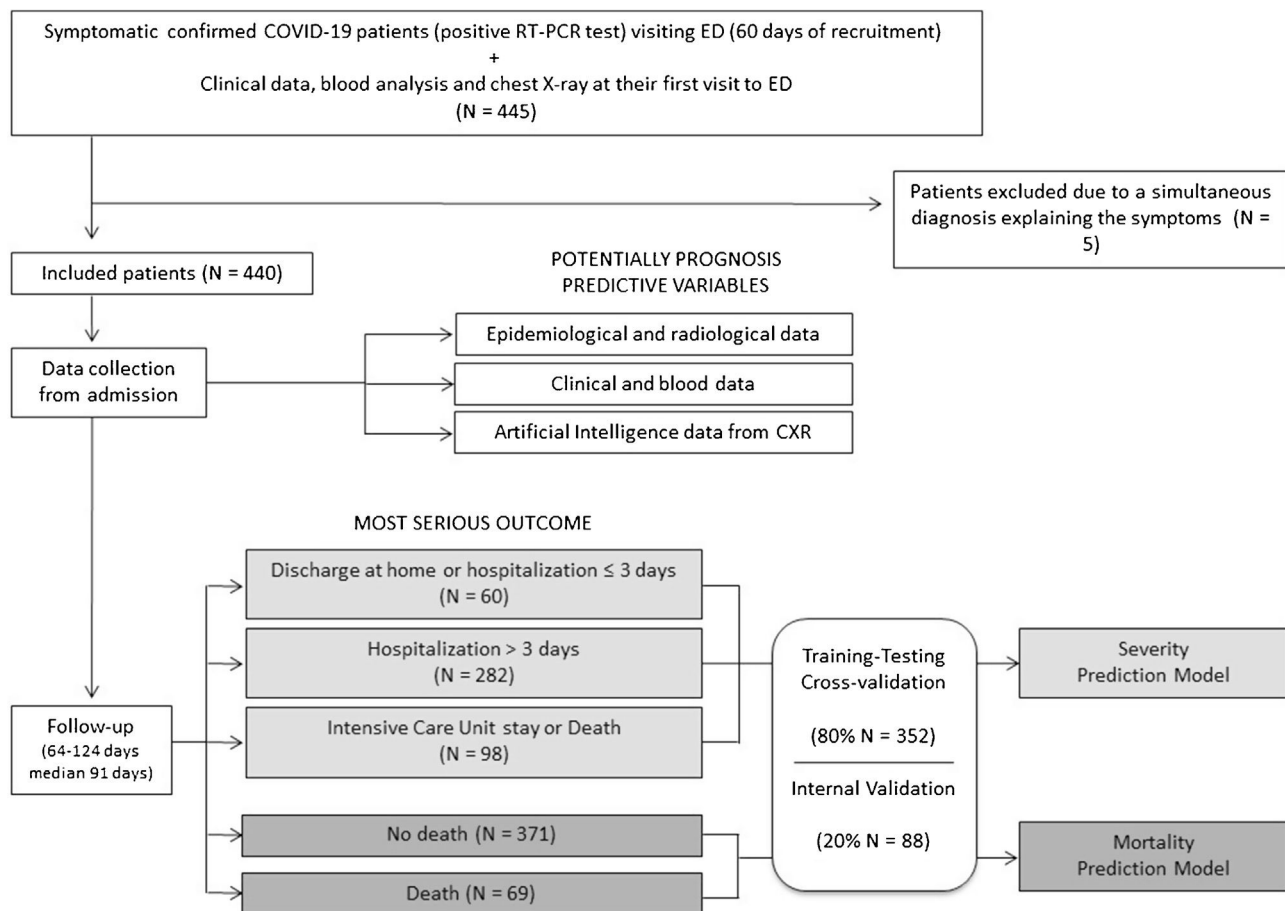 Symptomatic confirmed COVID-19 patients (positive RT-PCR test) visiting ED (60 days of recruitment)
+
Clinical data, blood analysis and chest X-ray at their first visit to ED
(N = 445)
Patients excluded due to a simultaneous
diagnosis explaining the symptoms (N =
5)
Included patients (N = 440)
POTENTIALLY PROGNOSIS
PREDICTIVE VARIABLES
Data collection
from admission
Epidemiological and radiological data
Clinical and blood data
Artificial Intelligence data from CXR
MOST SERIOUS OUTCOME
Follow-up
(64-124 days
median 91 days)
Discharge at home or hospitalization ≤ 3 days
(N = 60)
Hospitalization > 3 days
(N = 282)
Intensive Care Unit stay or Death
(N = 98)
No death (N = 371)
Death (N = 69)
Training-Testing
Cross-validation
(80% N = 352)
Internal Validation
(20% N = 88)
Severity
Prediction Model
Mortality
Prediction Model